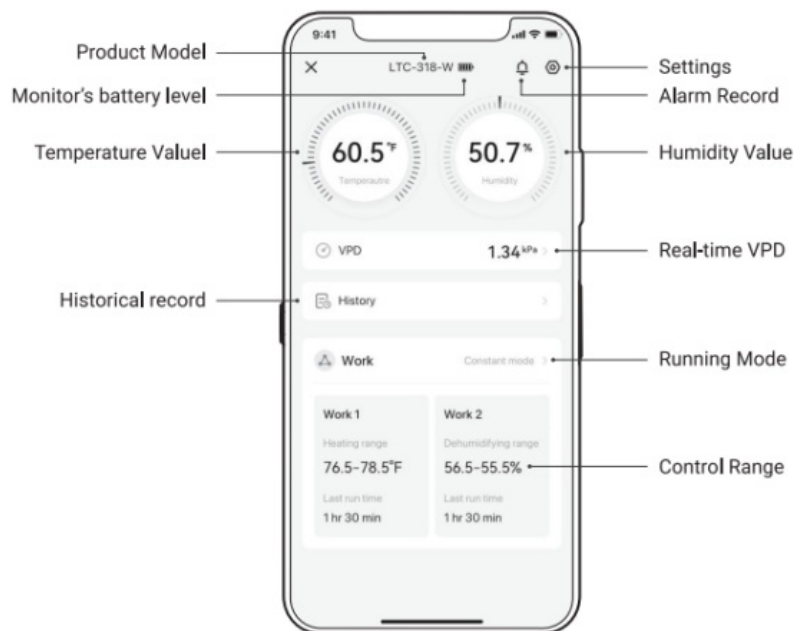 9:41
Product Model
LTC-318-W
Settings
Monitor's battery level
Alarm Record
Temperature Valuel
60.5°F
Temperautre
50.7%
Humidity
Humidity Value
VPD
1.34 kPa
Real-time VPD
Historical record
History
Work
Constant mode
Running Mode
Work 1
Work 2
Heating range
Dehumidifying range
76.5-78.5°F
56.5-55.5%
Control Range
Last run time
Last run time
1 hr 30 min
1 hr 30 min